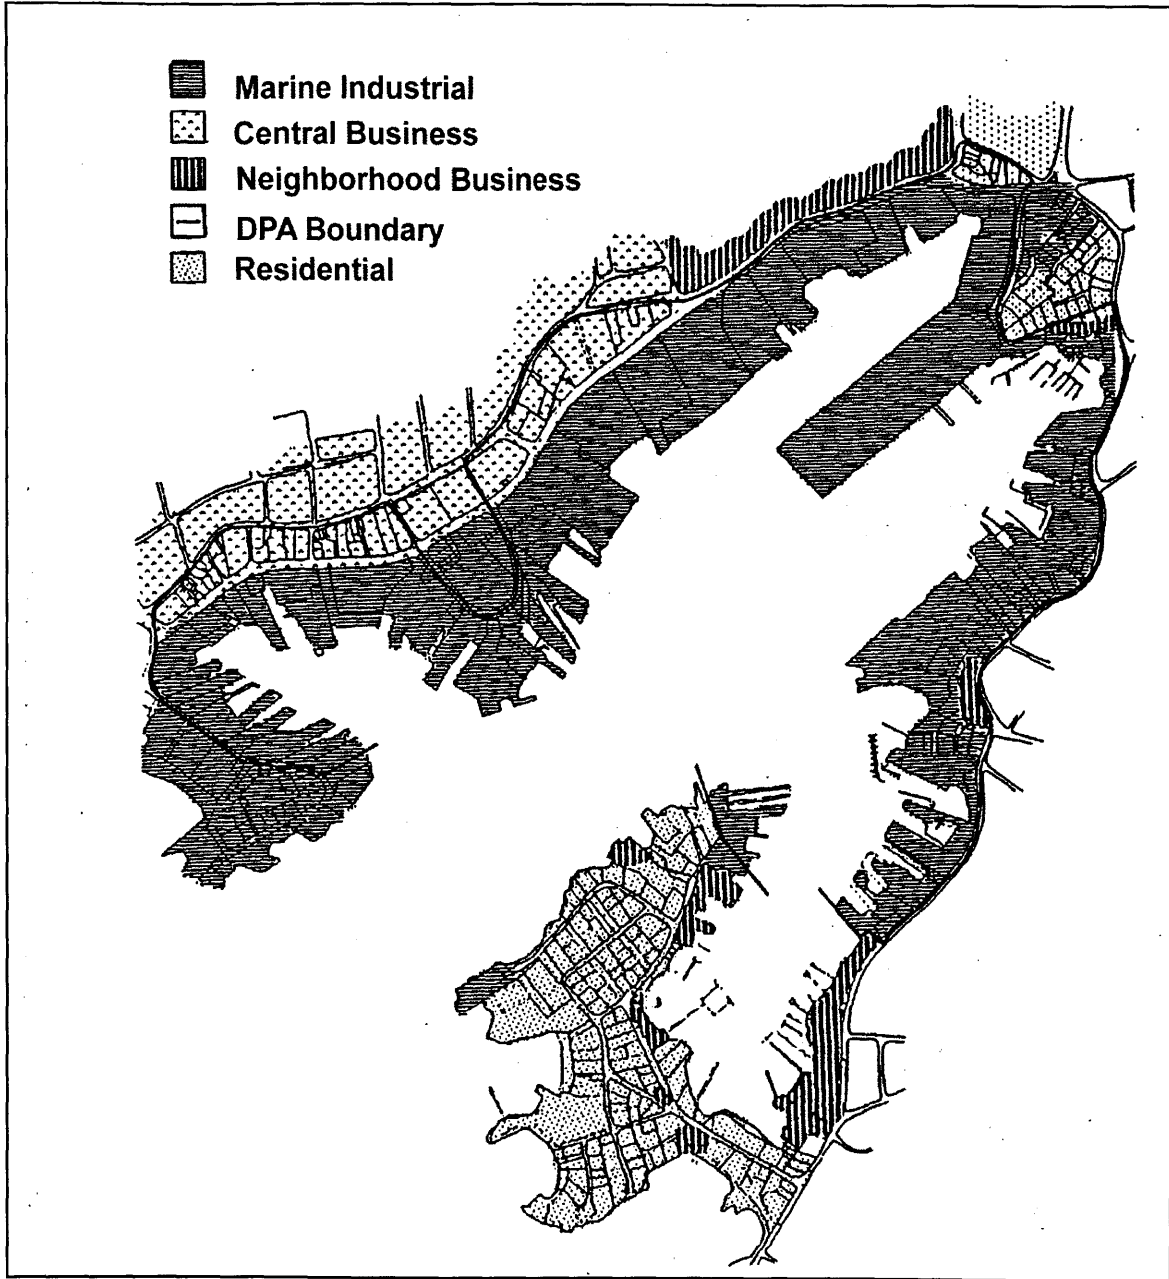 Marine Industrial
Central Business
Neighborhood Business
DPA Boundary
Residential